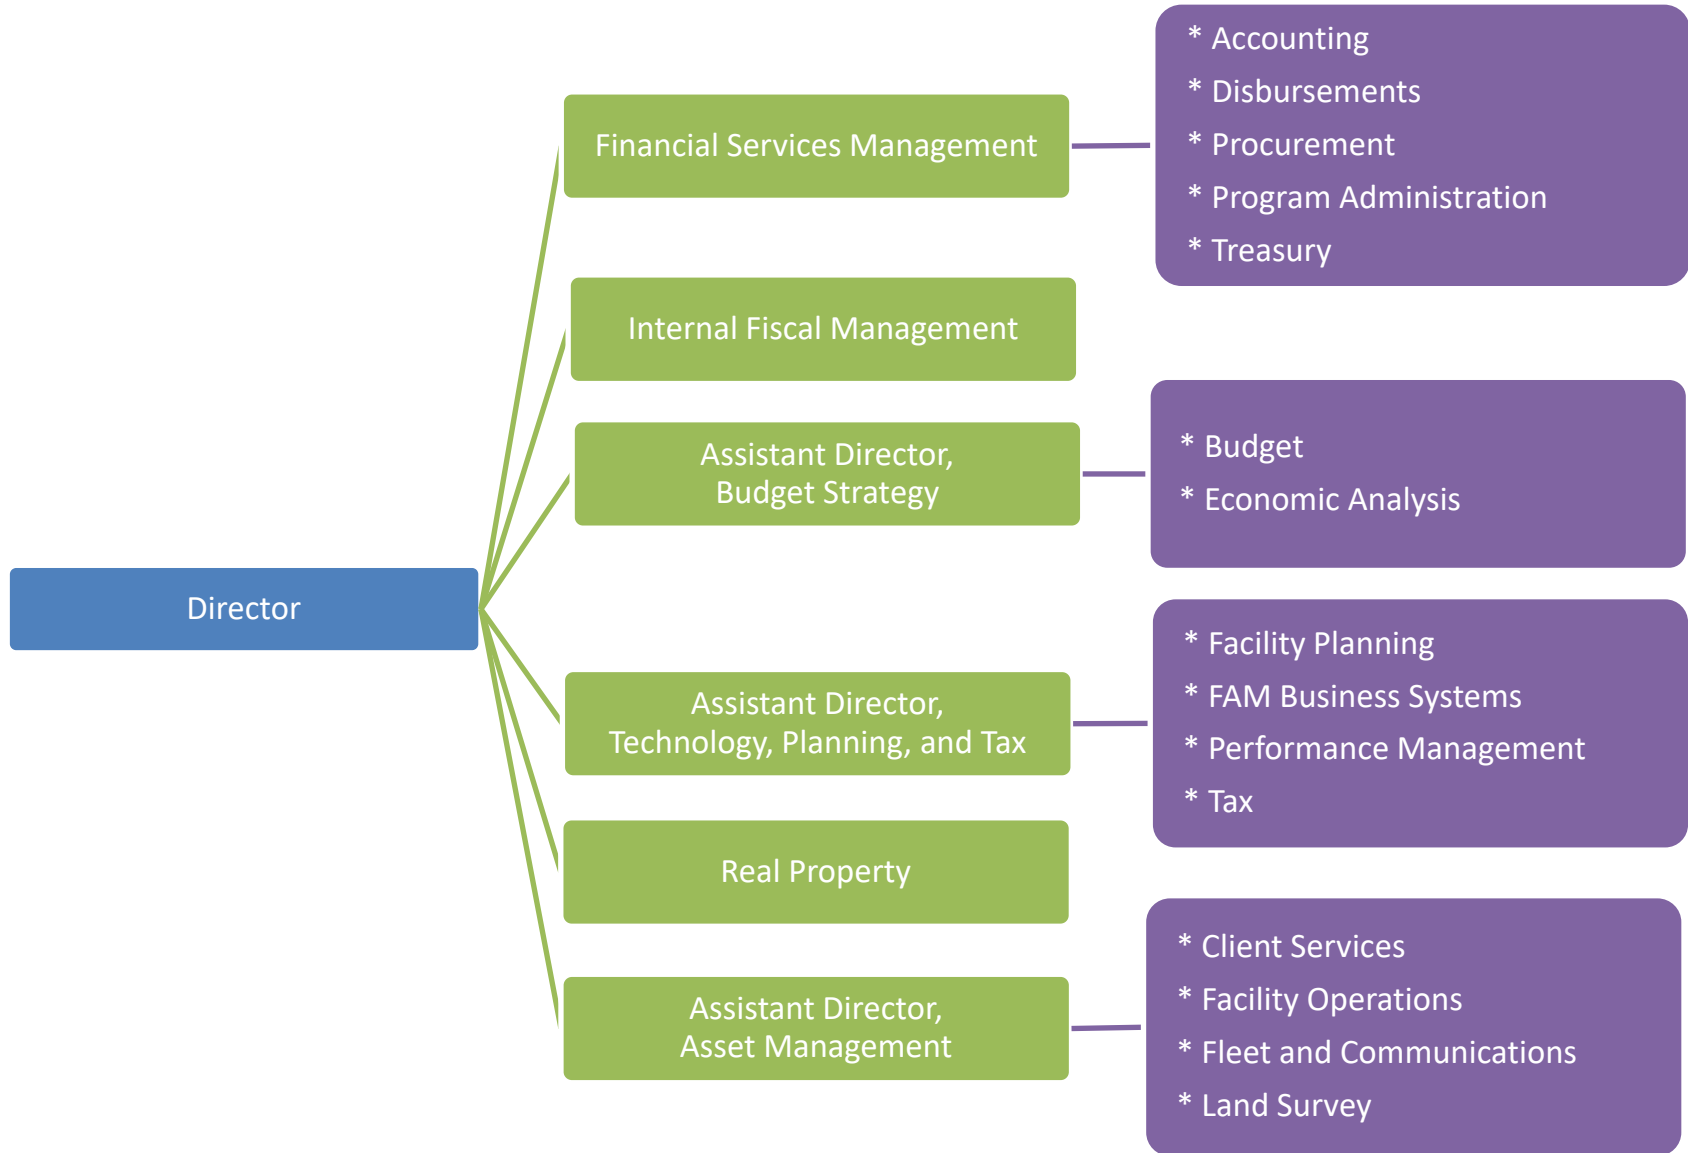 Director
Financial Services Management
* Accounting
* Disbursements
* Procurement
* Program Administration
* Treasury
Internal Fiscal Management
Assistant Director,
Budget Strategy
* Budget
* Economic Analysis
Assistant Director,
Technology, Planning, and Tax
* Facility Planning
* FAM Business Systems
* Performance Management
* Tax
Real Property
Assistant Director,
Asset Management
* Client Services
* Facility Operations
* Fleet and Communications
* Land Survey